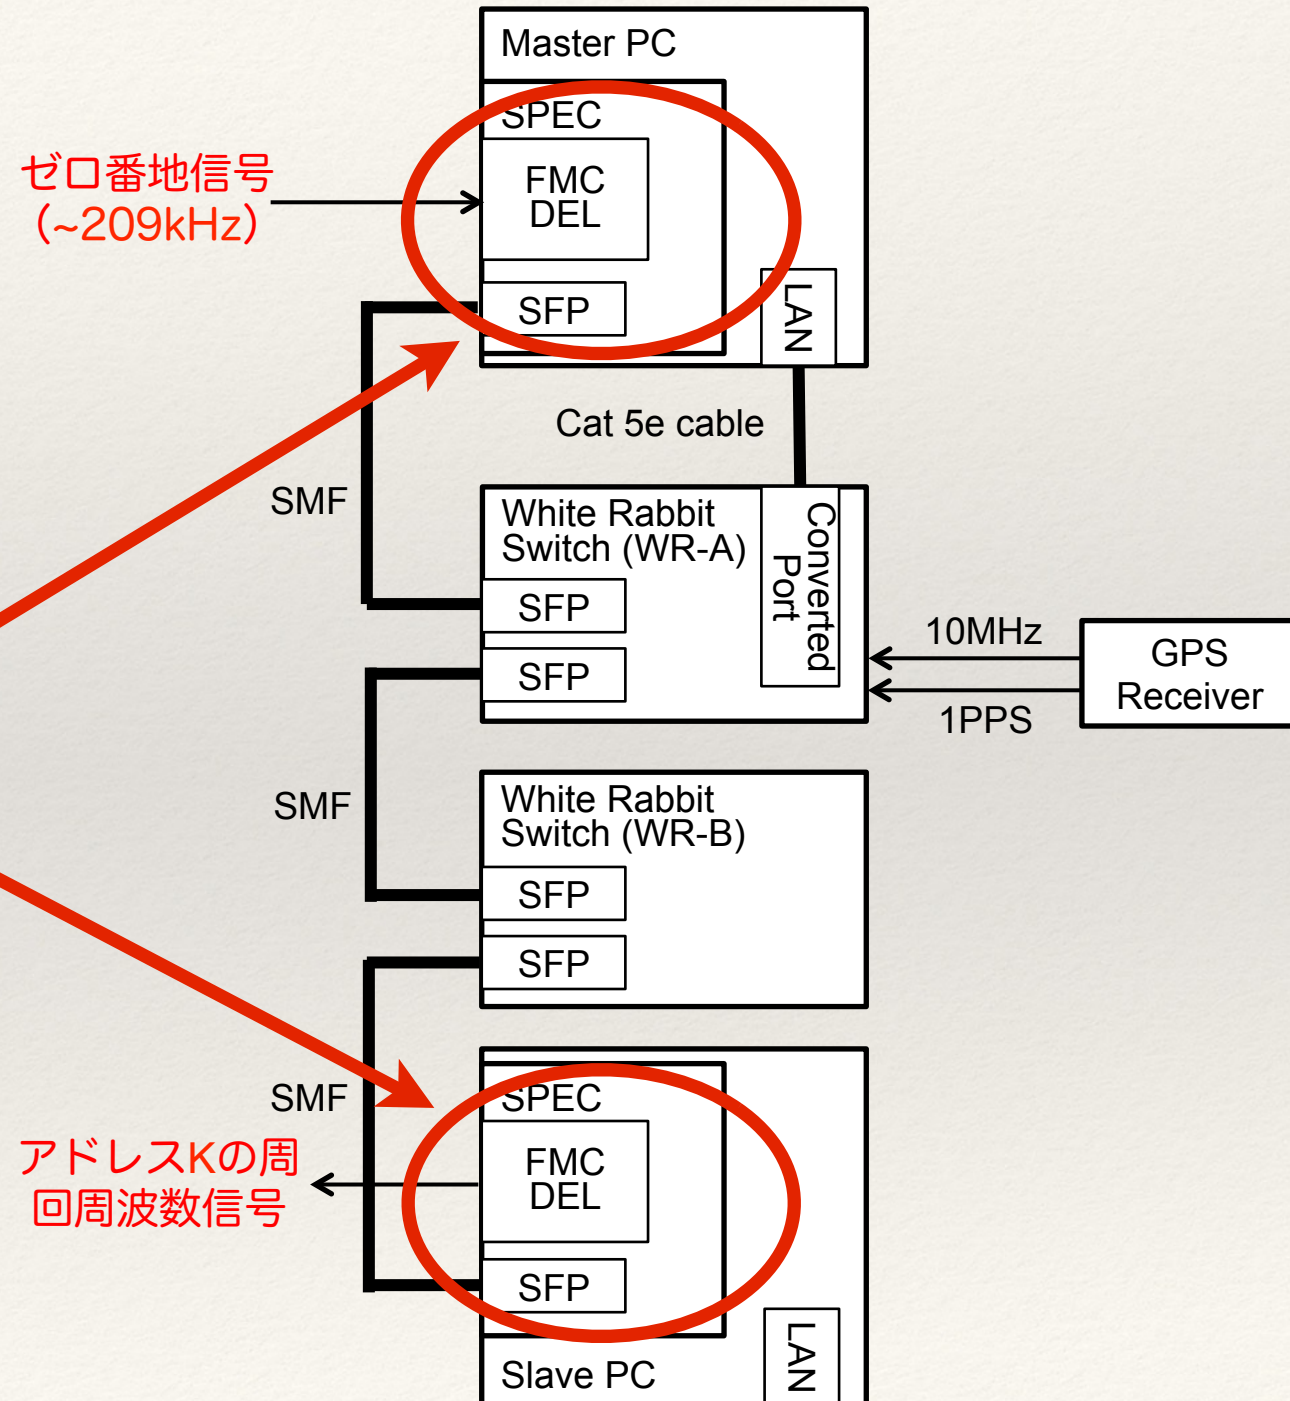 Master PC
SPEC
FMC
DEL
ゼロ番地信号
(~209kHz)
SFP
LAN
Cat 5e cable
SMF
White Rabbit
Switch (WR-A)
Converted
Port
SFP
SFP
10MHz
1PPS
GPS
Receiver
SMF
White Rabbit
Switch (WR-B)
SFP
SFP
SMF
SPEC
FMC
DEL
アドレスKの周
回周波数信号
SFP
LAN
Slave PC